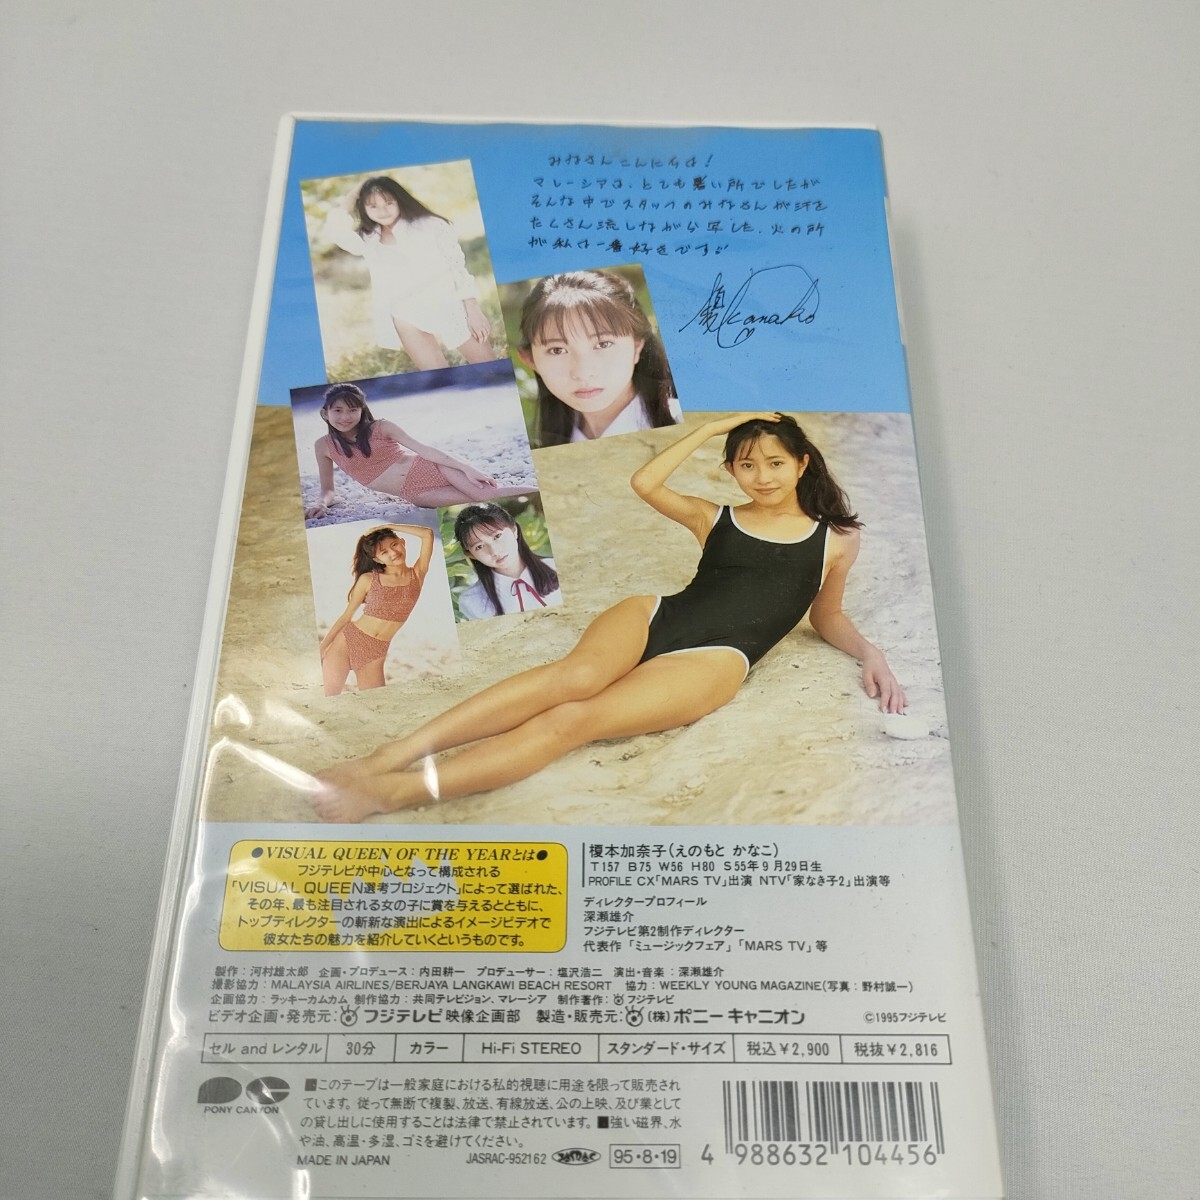 みなさんこんにちは!
マレーシアは、とても暑い所でしたが
そんな中でスタッフのみなさんが汗を
たくさん流しながら写した、火の所
が私は一番好きです
Kanako
●VISUAL QUEEN OF THE YEARとは●
フジテレビが中心となって構成される
「VISUAL QUEEN選考プロジェクト」によって選ばれた、
その年、最も注目される女の子に賞を与えるとともに、
トップディレクターの斬新な演出によるイメージビデオで
彼女たちの魅力を紹介していくというものです。
榎本加奈子(えのもと かなこ)
T157 B75 W56 H80 S55年9月29日生
PROFILE CX「MARS TV」出演 NTV「家なき子2」出演等
ディレクタープロフィール
深瀬雄介
フジテレビ第2制作ディレクター
代表作「ミュージックフェア」「MARS TV」等
製作:河村雄太郎 企画・プロデュース:内田耕一 プロデューサー:塩沢浩二 演出・音楽:深瀬雄介
撮影協力:MALAYSIA AIRLINES/BERJAYA LANGKAWI BEACH RESORT 協力:WEEKLY YOUNG MAGAZINE(写真:野村誠一)
企画協力:ラッキーカムカム 制作協力:共同テレビジョン、マレーシア 制作著作:フジテレビ
ビデオ企画・発売元:フジテレビ映像企画部 製造・販売元:(株)ポニーキャニオン ©1995フジテレビ
セル and レンタル 30分 カラー Hi-Fi STEREO スタンダード・サイズ 税込¥2,900 税抜¥2,816
PONY CANYON
■このテープは一般家庭における私的視聴に用途を限って販売され
ています。従って無断で複製、放送、有線放送、公の上映、及び業として
の貸し出しに使用することは法律で禁止されています。■強い磁界、水
や油、高温・多湿、ゴミを避けてください。
MADE IN JAPAN JASRAC-952162 JASRAC 95・8・19
4 988632 104456